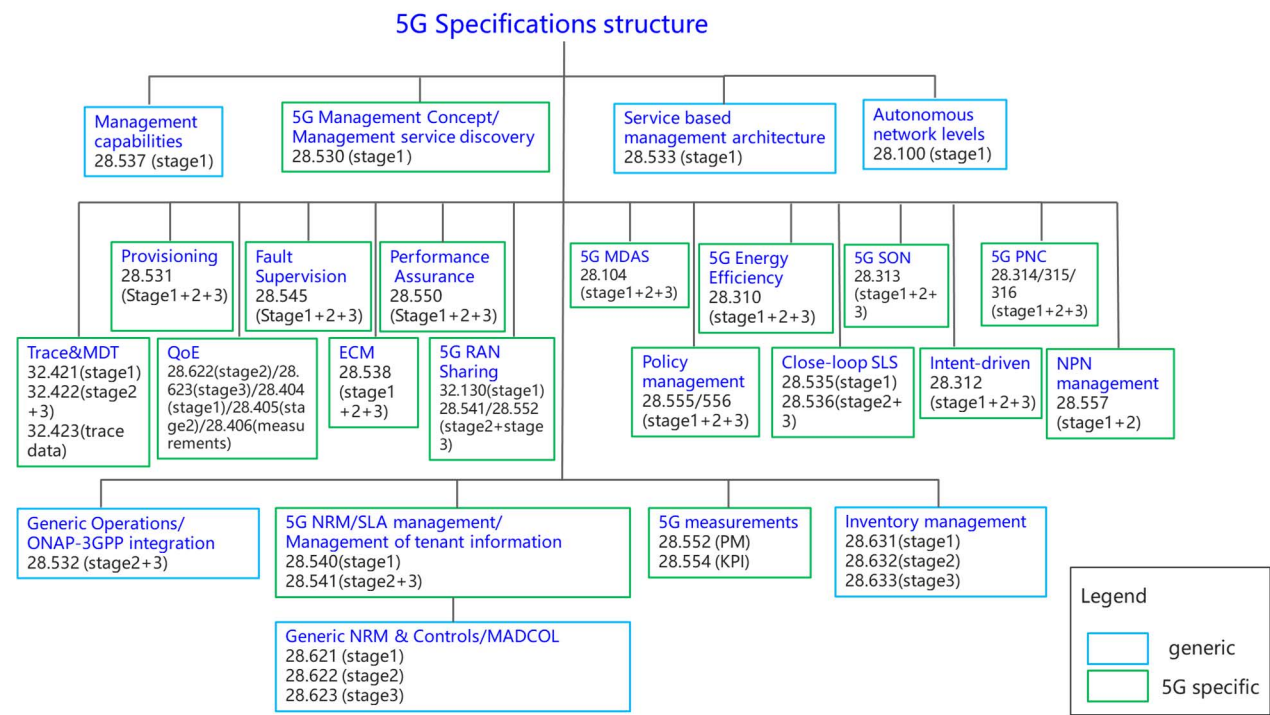 5G Specifications structure
Management
capabilities
28.537 (stage1)
5G Management Concept/
Management service discovery
28.530 (stage1)
Service based
management architecture
28.533 (stage1)
Autonomous
network levels
28.100 (stage1)
Provisioning
28.531
(Stage1+2+3)
Fault
Supervision
28.545
(Stage1+2+3)
Performance
Assurance
28.550
(Stage1+2+3)
5G MDAS
28.104
(stage1+2+3)
5G Energy
Efficiency
28.310
(stage1+2+3)
5G SON
28.313
(stage1+2+
3)
5G PNC
28.314/315/
316
(stage1+2+3)
Trace&MDT
32.421(stage1)
32.422(stage2
+3)
32.423(trace
data)
QoE
28.622(stage2)/28.
623(stage3)/28.404
(stage1)/28.405(sta
ge2)/28.406(measu
rements)
ECM
28.538
(stage1
+2+3)
5G RAN
Sharing
32.130(stage1)
28.541/28.552
(stage2+stage
3)
Policy
management
28.555/556
(stage1+2+3)
Close-loop SLS
28.535(stage1)
28.536(stage2+
3)
Intent-driven
28.312
(stage1+2+3)
NPN
management
28.557
(stage1+2)
Generic Operations/
ONAP-3GPP integration
28.532 (stage2+3)
5G NRM/SLA management/
Management of tenant information
28.540(stage1)
28.541(stage2+3)
5G measurements
28.552 (PM)
28.554 (KPI)
Inventory management
28.631(stage1)
28.632(stage2)
28.633(stage3)
Generic NRM & Controls/MADCOL
28.621 (stage1)
28.622 (stage2)
28.623 (stage3)
Legend
generic
5G specific